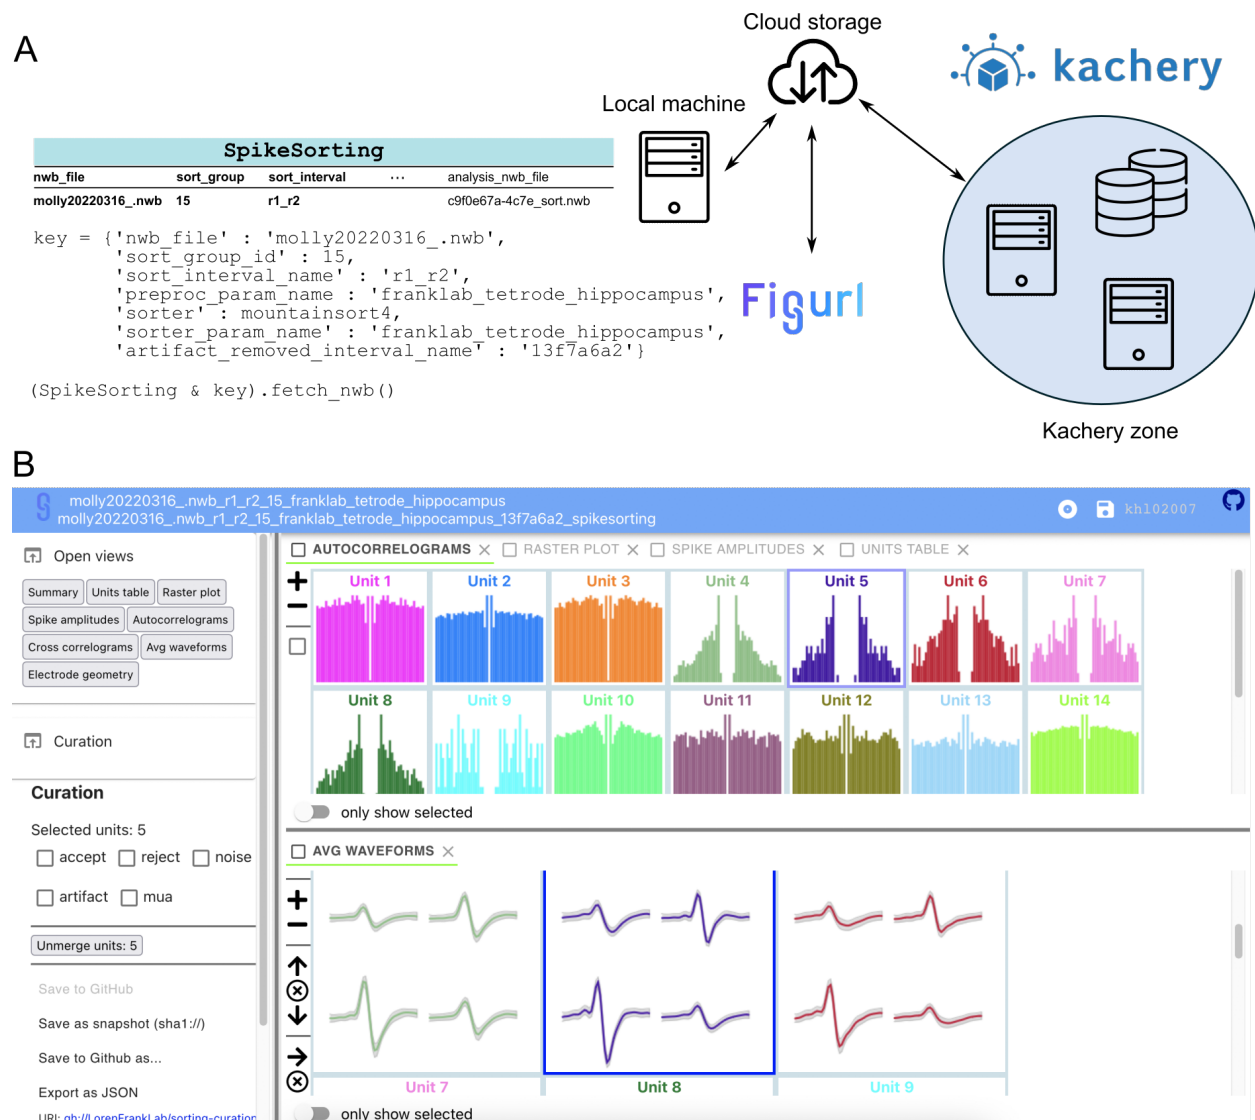 A
Cloud storage
kachery
Local machine
SpikeSorting
nwb_file sort_group sort_interval ... analysis_nwb_file
molly20220316_.nwb 15 r1_r2 c9f0e67a-4c7e_sort.nwb
key = {'nwb_file' : 'molly20220316_.nwb',
'sort_group_id' : 15,
'sort_interval_name' : 'r1_r2',
'preproc_param_name : 'franklab_tetrode_hippocampus',
'sorter' : mountainsort4,
'sorter_param_name' : 'franklab_tetrode_hippocampus',
'artifact_removed_interval_name' : '13f7a6a2'}
(SpikeSorting & key).fetch_nwb()
Figurl
Kachery zone
B
molly20220316_.nwb_r1_r2_15_franklab_tetrode_hippocampus
molly20220316_.nwb_r1_r2_15_franklab_tetrode_hippocampus_13f7a6a2_spikesorting
khl02007
Open views
Summary Units table Raster plot
Spike amplitudes Autocorrelograms
Cross correlograms Avg waveforms
Electrode geometry
Curation
Curation
Selected units: 5
accept reject noise
artifact mua
Unmerge units: 5
Save to GitHub
Save as snapshot (sha1://)
Save to Github as...
Export as JSON
URI: gh://LorenFrankLab/sorting-curation
AUTOCORRELOGRAMS RASTER PLOT SPIKE AMPLITUDES UNITS TABLE
Unit 1 Unit 2 Unit 3 Unit 4 Unit 5 Unit 6 Unit 7
Unit 8 Unit 9 Unit 10 Unit 11 Unit 12 Unit 13 Unit 14
only show selected
AVG WAVEFORMS
Unit 7 Unit 8 Unit 9
only show selected